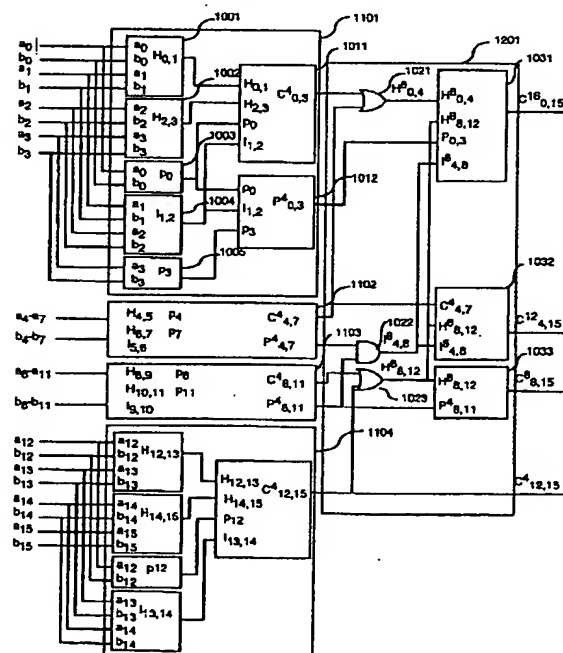 1001
1101
a0
b0
a1
b1
a2
b2
a3
b3
a0
b0 H0,1
a1
b1
1002
a2
b2 H2,3
a3
b3
1003
a0 p0
b0
a1
b1 I1,2
a2
b2
1004
1005
a3 p3
b3
1011
H0,1 C⁴0,3
H2,3
P0
I1,2
P0 P⁴0,3
I1,2
P3
1012
1201
1021
H⁸0,4
1031
H⁸0,4
H⁸8,12
P0,3
I⁸4,8
C¹⁶0,15
1102
a4-a7
b4-b7
H4,5 P4 C⁴4,7
H6,7 P7
I5,6 P⁴4,7
1103
a8-a11
b8-b11
H8,9 P8 C⁴8,11
H10,11 P11
I9,10 P⁴8,11
1022
I⁸4,8
H⁸8,12
1023
1032
C⁴4,7
H⁸8,12
I⁸4,8
C¹²4,15
1033
H⁸8,12
P⁴8,11
C⁸8,15
1104
a12
b12
a13
b13
a14
b14
a15
b15
a12
b12 H12,13
a13
b13
a14
b14 H14,15
a15
b15
a12 p12
b12
a13
b13 I13,14
a14
b14
H12,13 C⁴12,15
H14,15
P12
I13,14
C⁴12,15